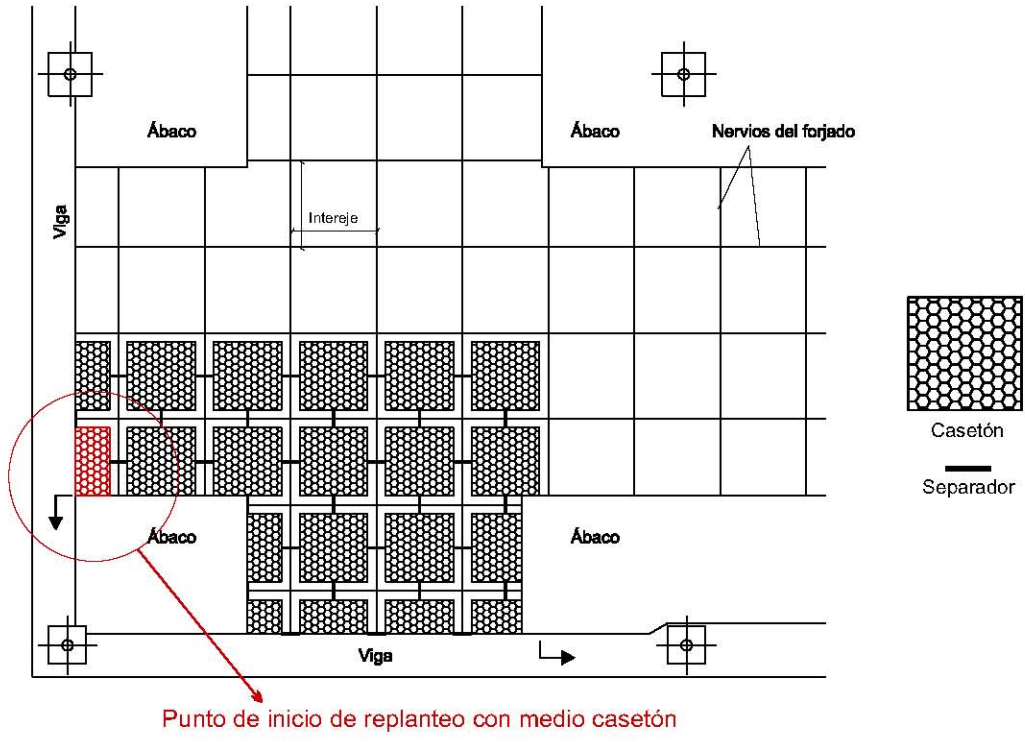 Ábaco
Ábaco
Nervios del forjado
Viga
Intereje
Casetón
Separador
Ábaco
Ábaco
Viga
Punto de inicio de replanteo con medio casetón